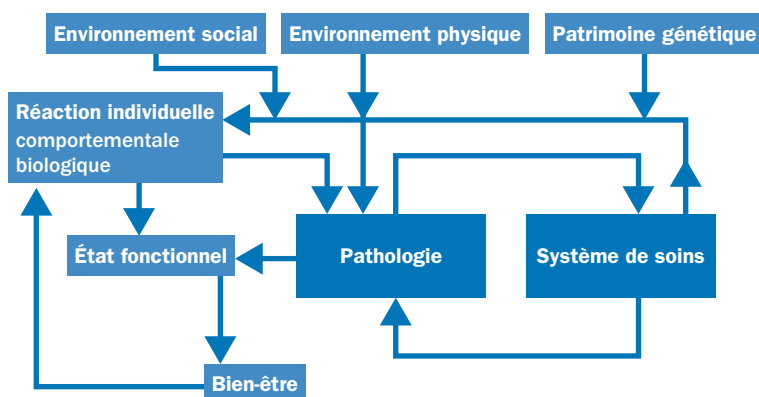 Environnement social
Environnement physique
Patrimoine génétique
Réaction individuelle
comportementale
biologique
État fonctionnel
Pathologie
Système de soins
Bien-être